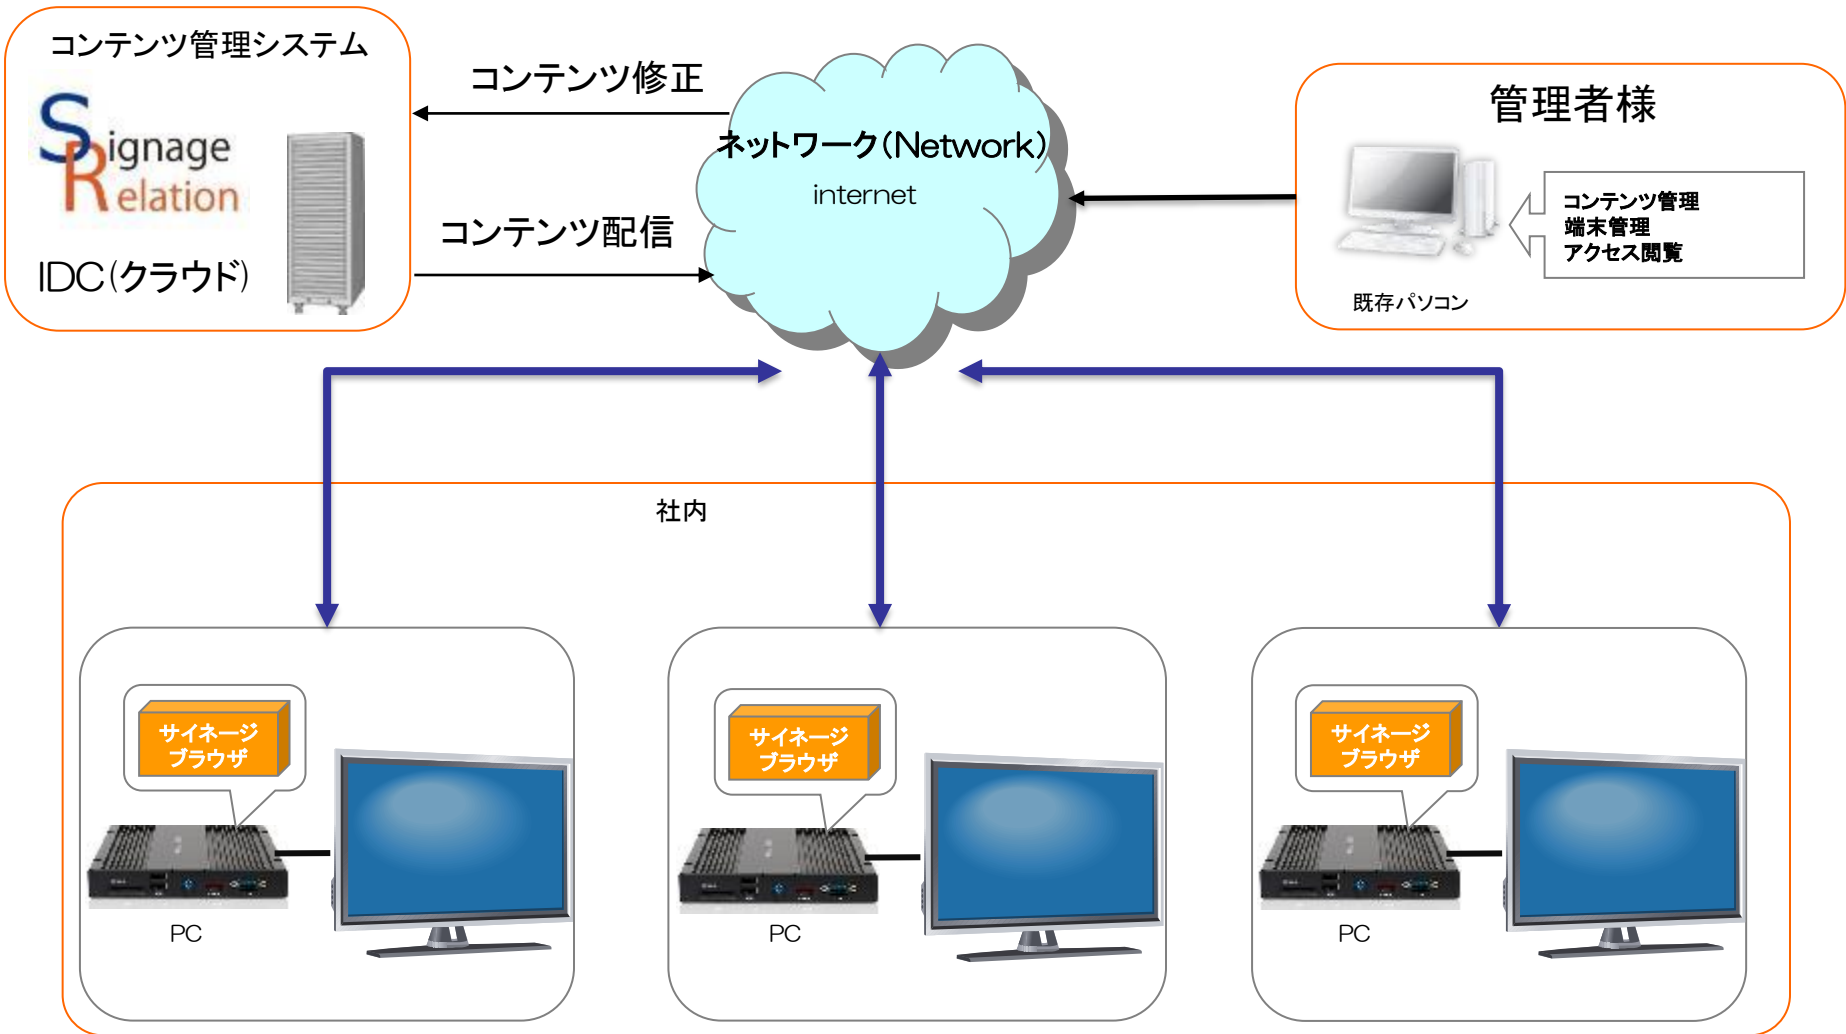 コンテンツ管理システム
Signage
Relation
IDC(クラウド)
コンテンツ修正
コンテンツ配信
ネットワーク(Network)
internet
管理者様
コンテンツ管理
端末管理
アクセス閲覧
既存パソコン
社内
サイネージ
ブラウザ
PC
サイネージ
ブラウザ
PC
サイネージ
ブラウザ
PC